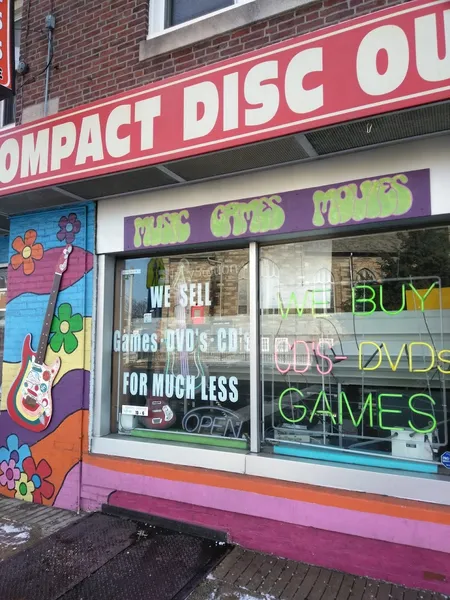 OMPACT DISC OU
MUSIC GAMES MOVIES
WE SELL
Games-DVD's-CD's
FOR MUCH LESS
OPEN
WE BUY
CD'S-DVDs
GAMES